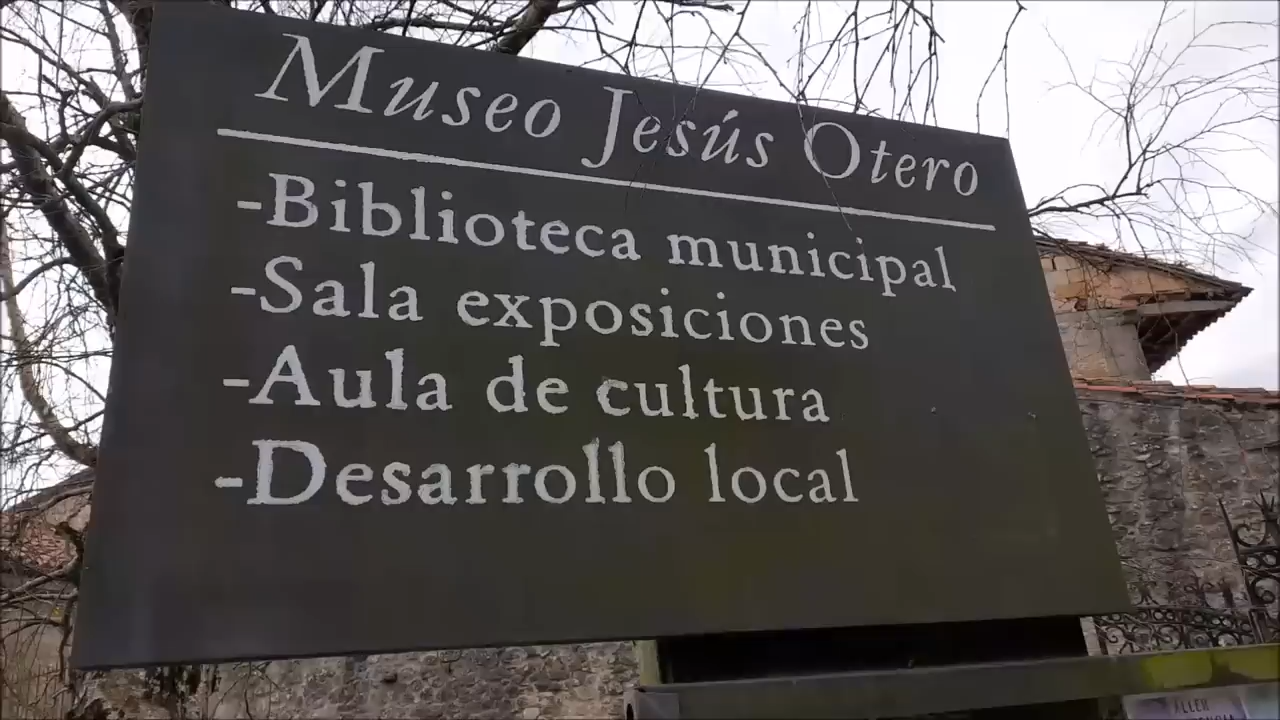 Museo Jesús Otero
-Biblioteca municipal
-Sala exposiciones
-Aula de cultura
-Desarrollo local